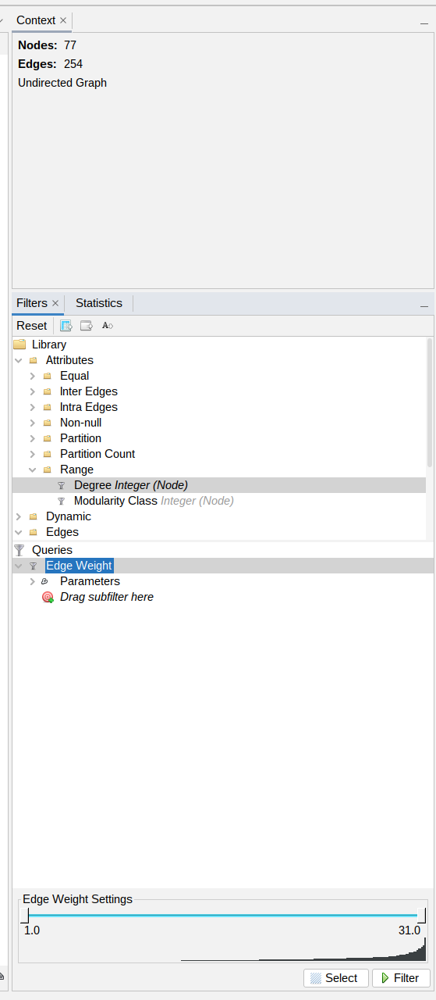 Context
Nodes: 77
Edges: 254
Undirected Graph
Filters Statistics
Reset
Library
Attributes
Equal
Inter Edges
Intra Edges
Non-null
Partition
Partition Count
Range
Degree Integer (Node)
Modularity Class Integer (Node)
Dynamic
Edges
Queries
Edge Weight
Parameters
Drag subfilter here
Edge Weight Settings
1.0 31.0
Select Filter